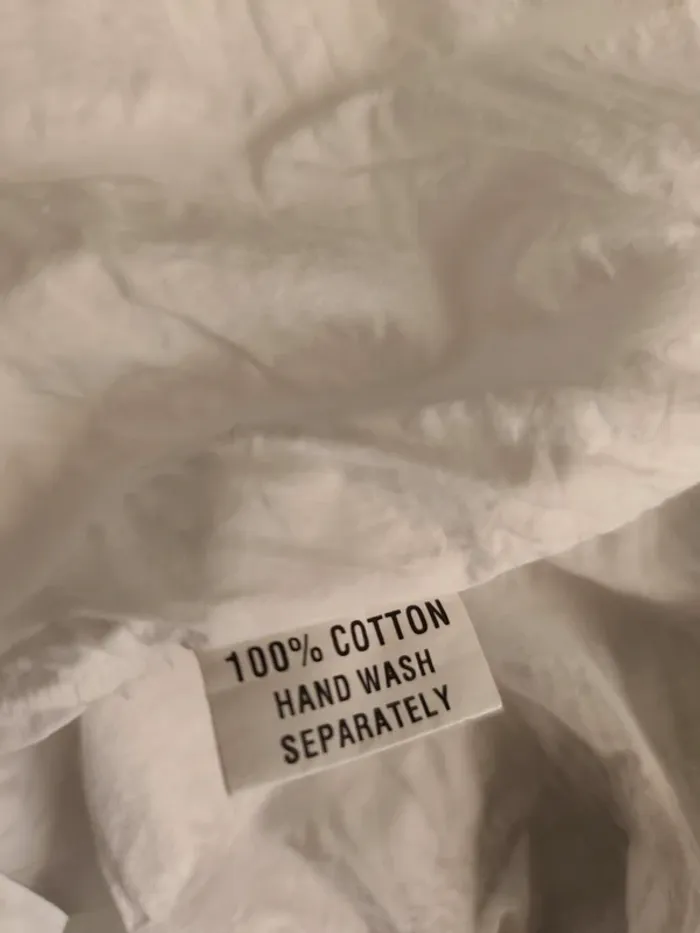 100% COTTON
HAND WASH
SEPARATELY